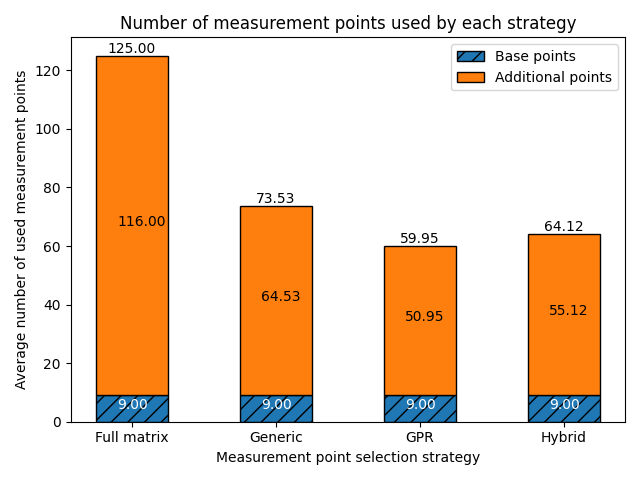 Number of measurement points used by each strategy
Base points
Additional points
Average number of used measurement points
120
100
80
60
40
20
0
125.00
116.00
9.00
73.53
64.53
9.00
59.95
50.95
9.00
64.12
55.12
9.00
Full matrix
Generic
GPR
Hybrid
Measurement point selection strategy